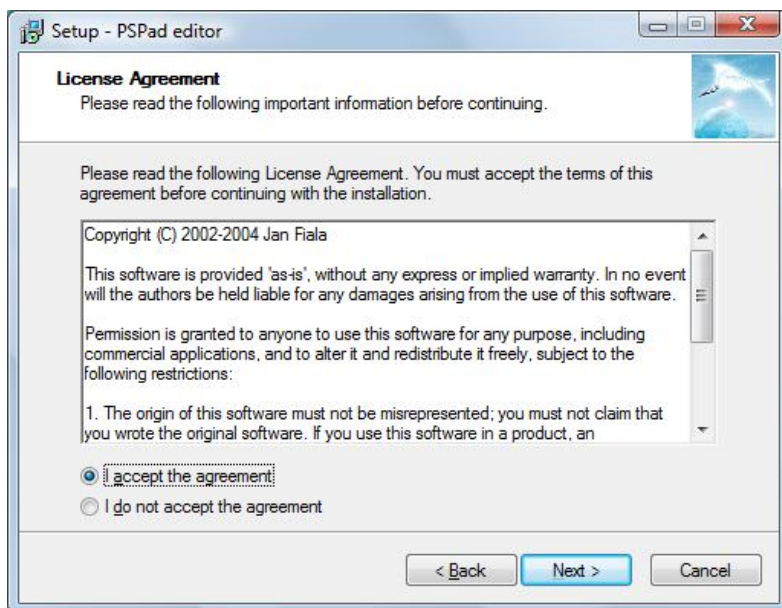 Setup - PSPad editor
License Agreement
Please read the following important information before continuing.
Please read the following License Agreement. You must accept the terms of this
agreement before continuing with the installation.
Copyright (C) 2002-2004 Jan Fiala
This software is provided 'as-is', without any express or implied warranty. In no event
will the authors be held liable for any damages arising from the use of this software.
Permission is granted to anyone to use this software for any purpose, including
commercial applications, and to alter it and redistribute it freely, subject to the
following restrictions:
1. The origin of this software must not be misrepresented; you must not claim that
you wrote the original software. If you use this software in a product, an
I accept the agreement
I do not accept the agreement
< Back Next > Cancel